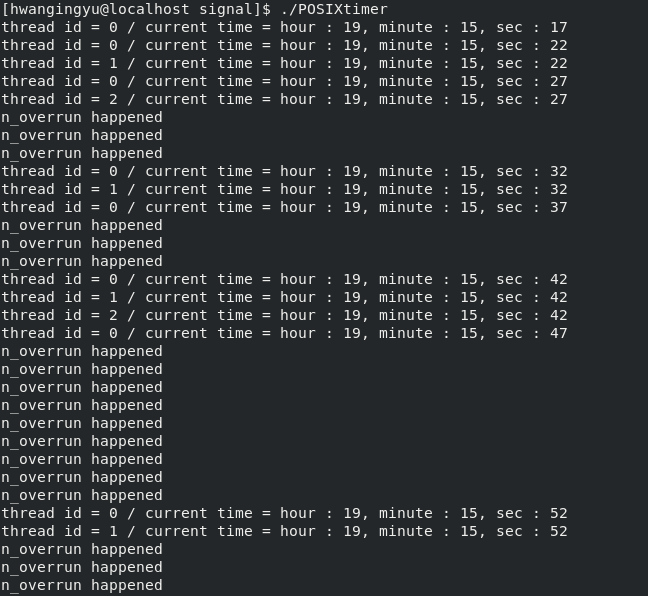 [hwangingyu@localhost signal]$ ./POSIXtimer
thread id = 0 / current time = hour : 19, minute : 15, sec : 17
thread id = 0 / current time = hour : 19, minute : 15, sec : 22
thread id = 1 / current time = hour : 19, minute : 15, sec : 22
thread id = 0 / current time = hour : 19, minute : 15, sec : 27
thread id = 2 / current time = hour : 19, minute : 15, sec : 27
n_overrun happened
n_overrun happened
n_overrun happened
thread id = 0 / current time = hour : 19, minute : 15, sec : 32
thread id = 1 / current time = hour : 19, minute : 15, sec : 32
thread id = 0 / current time = hour : 19, minute : 15, sec : 37
n_overrun happened
n_overrun happened
n_overrun happened
thread id = 0 / current time = hour : 19, minute : 15, sec : 42
thread id = 1 / current time = hour : 19, minute : 15, sec : 42
thread id = 2 / current time = hour : 19, minute : 15, sec : 42
thread id = 0 / current time = hour : 19, minute : 15, sec : 47
n_overrun happened
n_overrun happened
n_overrun happened
n_overrun happened
n_overrun happened
n_overrun happened
n_overrun happened
n_overrun happened
n_overrun happened
thread id = 0 / current time = hour : 19, minute : 15, sec : 52
thread id = 1 / current time = hour : 19, minute : 15, sec : 52
n_overrun happened
n_overrun happened
n_overrun happened